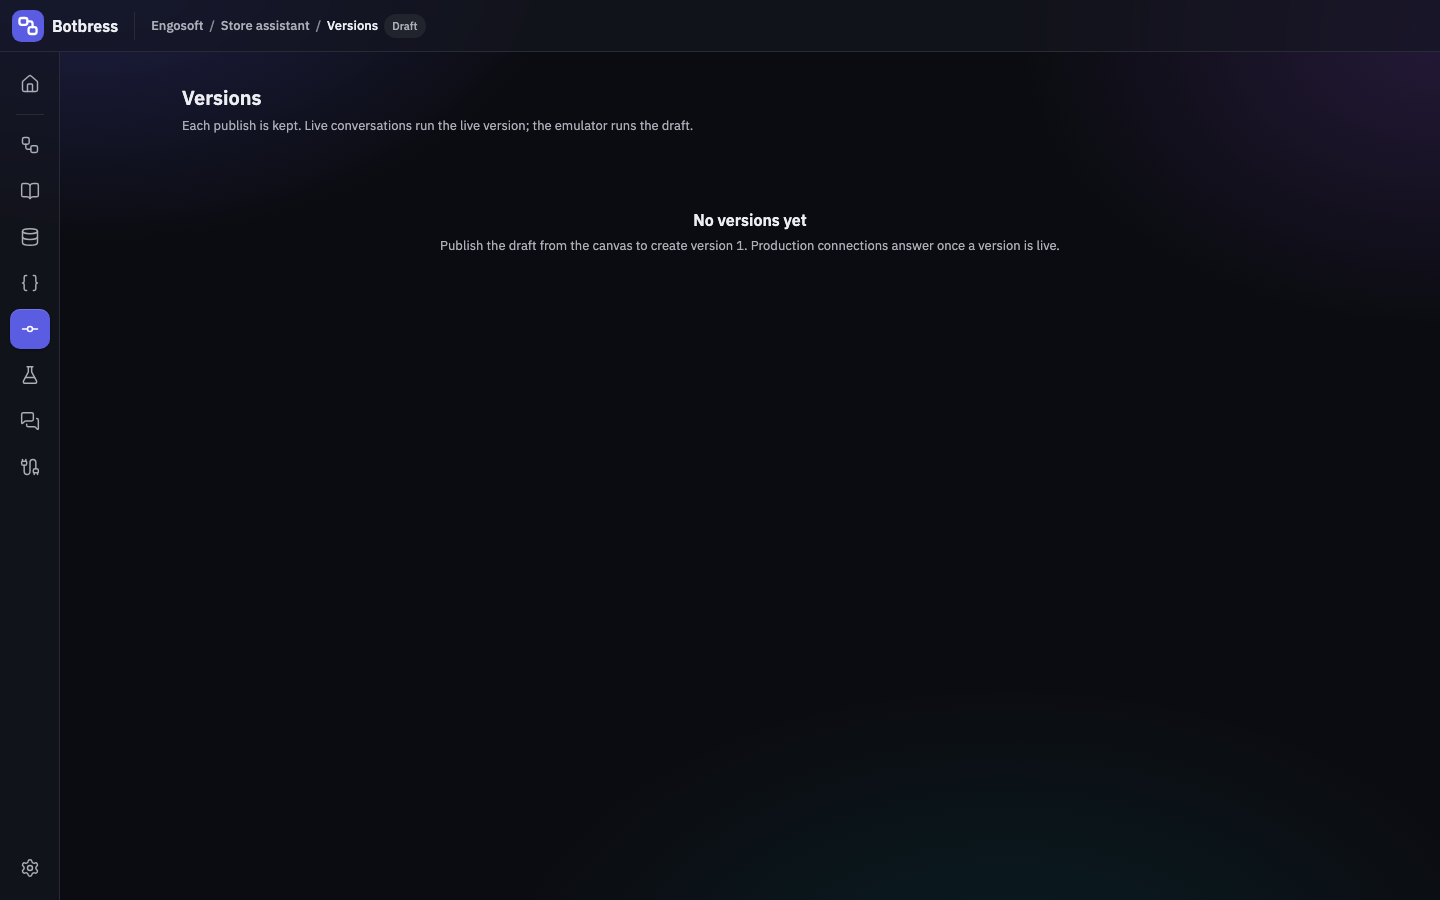 Botbress
Engosoft / Store assistant / Versions Draft
Versions
Each publish is kept. Live conversations run the live version; the emulator runs the draft.
No versions yet
Publish the draft from the canvas to create version 1. Production connections answer once a version is live.